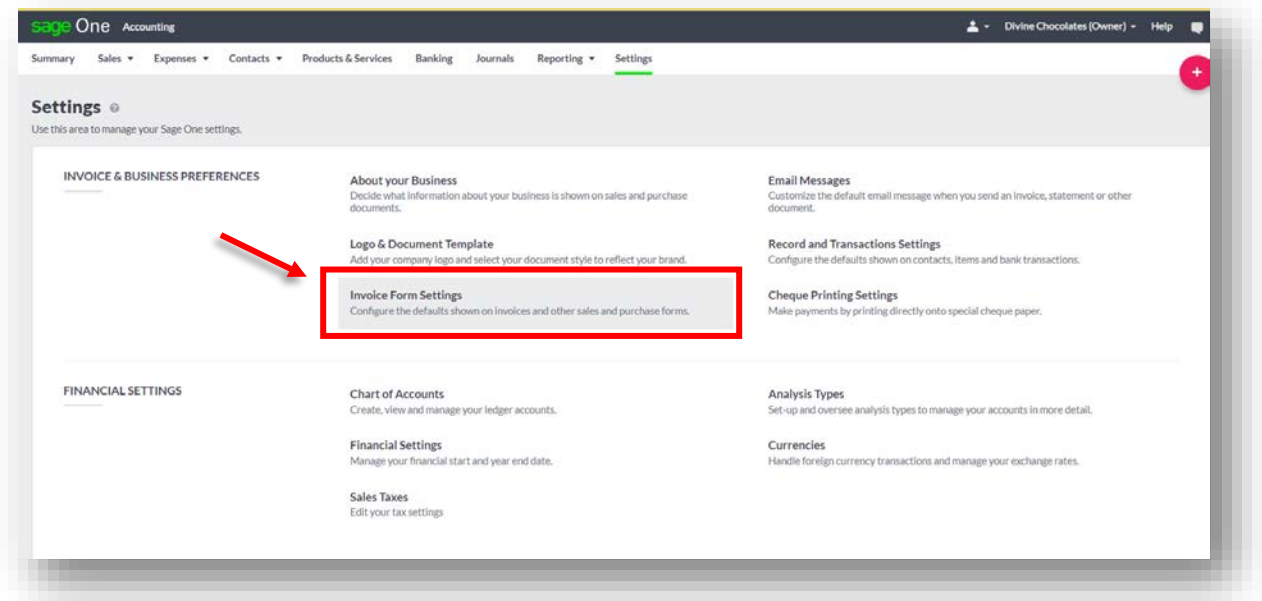 sage One Accounting
Divine Chocolates (Owner) Help
Summary Sales Expenses Contacts Products & Services Banking Journals Reporting Settings
+
Settings
Use this area to manage your Sage One settings.
INVOICE & BUSINESS PREFERENCES
About your Business
Decide what information about your business is shown on sales and purchase
documents.
Email Messages
Customize the default email message when you send an invoice, statement or other
document.
Logo & Document Template
Add your company logo and select your document style to reflect your brand.
Record and Transactions Settings
Configure the defaults shown on contacts, items and bank transactions.
Invoice Form Settings
Configure the defaults shown on invoices and other sales and purchase forms.
Cheque Printing Settings
Make payments by printing directly onto special cheque paper.
FINANCIAL SETTINGS
Chart of Accounts
Create, view and manage your ledger accounts.
Analysis Types
Set-up and oversee analysis types to manage your accounts in more detail.
Financial Settings
Manage your financial start and year end date.
Currencies
Handle foreign currency transactions and manage your exchange rates.
Sales Taxes
Edit your tax settings